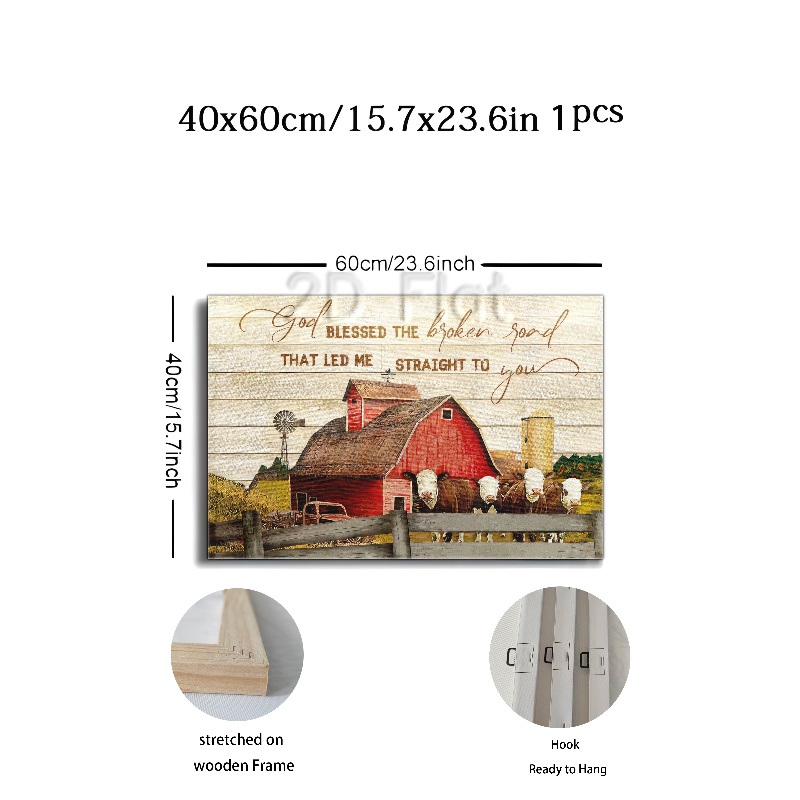 40x60cm/15.7x23.6in 1pcs
60cm/23.6inch
2D Flat
God BLESSED THE broken road
THAT LED ME STRAIGHT TO you
40cm/15.7inch
stretched on
wooden Frame
Hook
Ready to Hang